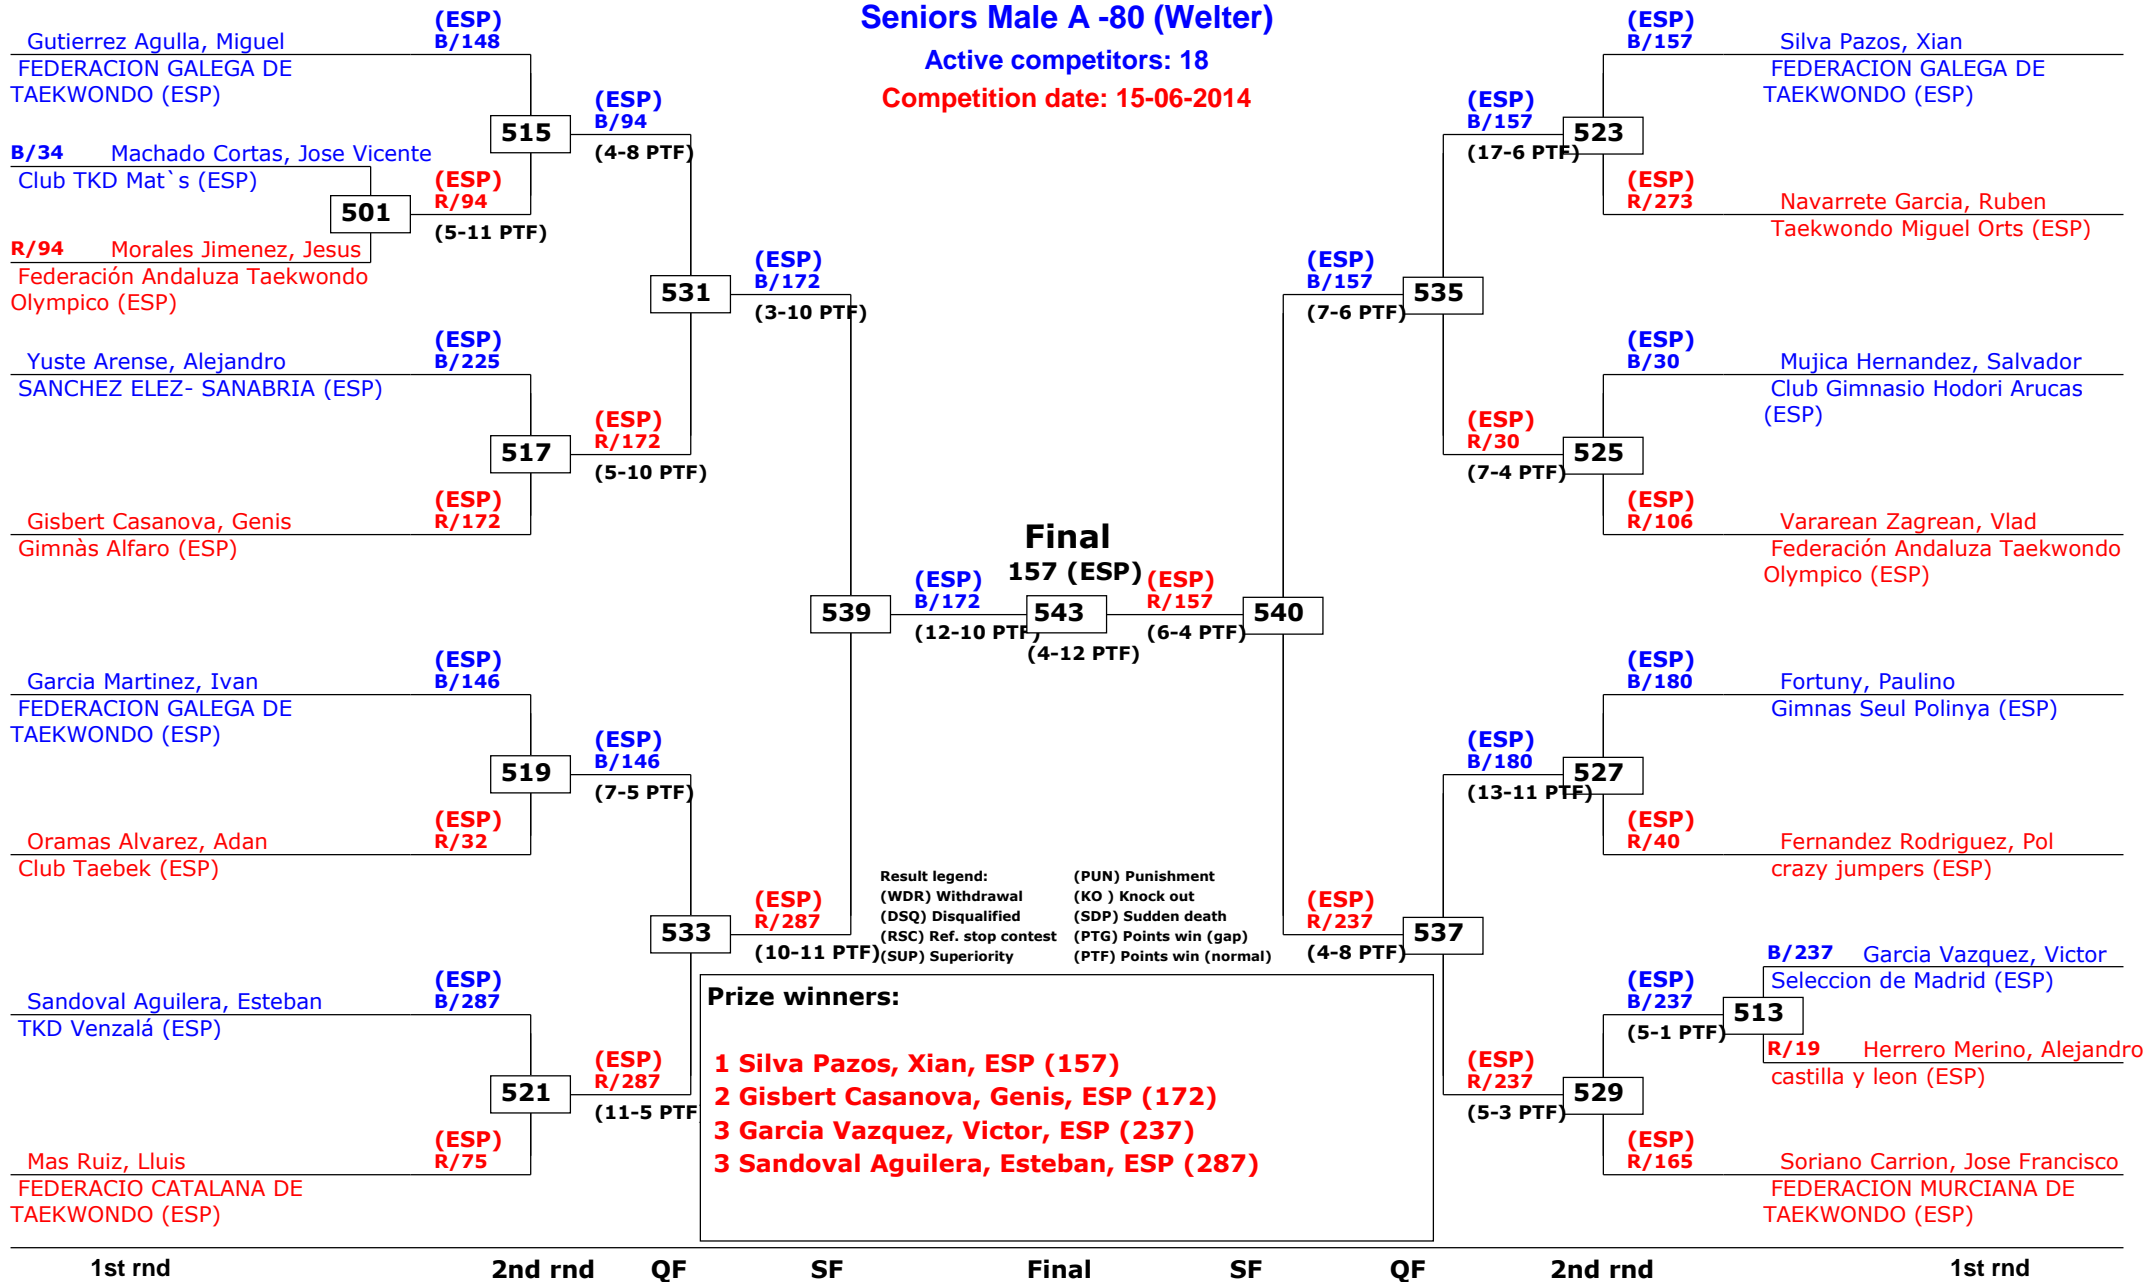 Seniors Male A -80 (Welter)
Active competitors: 18
Competition date: 15-06-2014
Gutierrez Agulla, Miguel
FEDERACION GALEGA DE
TAEKWONDO (ESP)
(ESP)
B/148
B/34 Machado Cortas, Jose Vicente
Club TKD Mat`s (ESP)
501
R/94 Morales Jimenez, Jesus
Federación Andaluza Taekwondo
Olympico (ESP)
(ESP)
R/94
(5-11 PTF)
515
(ESP)
B/94
(4-8 PTF)
Yuste Arense, Alejandro
SANCHEZ ELEZ- SANABRIA (ESP)
(ESP)
B/225
517
(ESP)
R/172
(5-10 PTF)
Gisbert Casanova, Genis
Gimnàs Alfaro (ESP)
(ESP)
R/172
531
(ESP)
B/172
(3-10 PTF)
Garcia Martinez, Ivan
FEDERACION GALEGA DE
TAEKWONDO (ESP)
(ESP)
B/146
519
(ESP)
B/146
(7-5 PTF)
Oramas Alvarez, Adan
Club Taebek (ESP)
(ESP)
R/32
533
(ESP)
R/287
(10-11 PTF)
Sandoval Aguilera, Esteban
TKD Venzalá (ESP)
(ESP)
B/287
521
(ESP)
R/287
(11-5 PTF
Mas Ruiz, Lluis
FEDERACIO CATALANA DE
TAEKWONDO (ESP)
(ESP)
R/75
539
(ESP)
B/172
(12-10 PTF)
Final
157 (ESP)
543
(4-12 PTF)
(ESP)
R/157
(6-4 PTF)
540
(ESP)
B/157
Silva Pazos, Xian
FEDERACION GALEGA DE
TAEKWONDO (ESP)
(ESP)
B/157
(17-6 PTF)
523
(ESP)
R/273
Navarrete Garcia, Ruben
Taekwondo Miguel Orts (ESP)
(ESP)
B/157
(7-6 PTF)
535
(ESP)
B/30
Mujica Hernandez, Salvador
Club Gimnasio Hodori Arucas
(ESP)
(ESP)
R/30
(7-4 PTF)
525
(ESP)
R/106
Vararean Zagrean, Vlad
Federación Andaluza Taekwondo
Olympico (ESP)
(ESP)
B/180
Fortuny, Paulino
Gimnas Seul Polinya (ESP)
(ESP)
B/180
(13-11 PTF)
527
(ESP)
R/40
Fernandez Rodriguez, Pol
crazy jumpers (ESP)
(ESP)
R/237
(4-8 PTF)
537
B/237 Garcia Vazquez, Victor
Seleccion de Madrid (ESP)
(ESP)
B/237
(5-1 PTF)
513
R/19 Herrero Merino, Alejandro
castilla y leon (ESP)
(ESP)
R/237
(5-3 PTF)
529
(ESP)
R/165
Soriano Carrion, Jose Francisco
FEDERACION MURCIANA DE
TAEKWONDO (ESP)
Result legend:
(WDR) Withdrawal
(DSQ) Disqualified
(RSC) Ref. stop contest
(SUP) Superiority
(PUN) Punishment
(KO ) Knock out
(SDP) Sudden death
(PTG) Points win (gap)
(PTF) Points win (normal)
Prize winners:
1 Silva Pazos, Xian, ESP (157)
2 Gisbert Casanova, Genis, ESP (172)
3 Garcia Vazquez, Victor, ESP (237)
3 Sandoval Aguilera, Esteban, ESP (287)
1st rnd 2nd rnd QF SF Final SF QF 2nd rnd 1st rnd